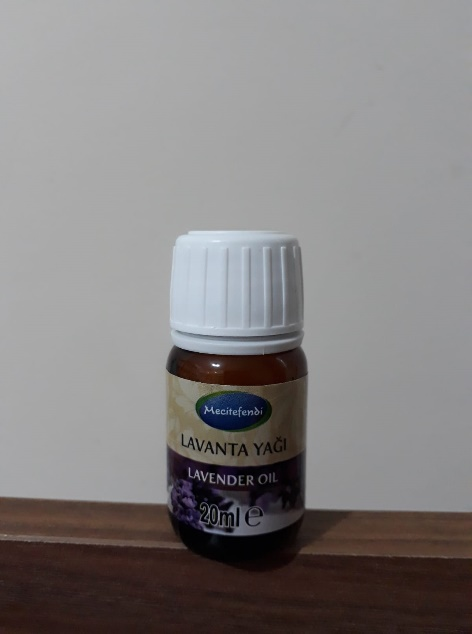 Mecitefendi
LAVANTA YAĞI
LAVENDER OIL
20ml ℮